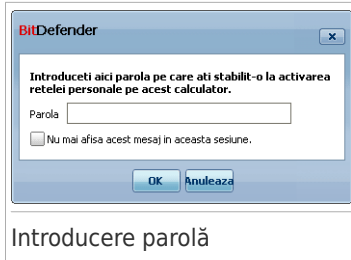 BitDefender
Introduceti aici parola pe care ati stabilit-o la activarea
retelei personale pe acest calculator.
Parola
Nu mai afisa acest mesaj in aceasta sesiune.
OK Anuleaza
Introducere parolă